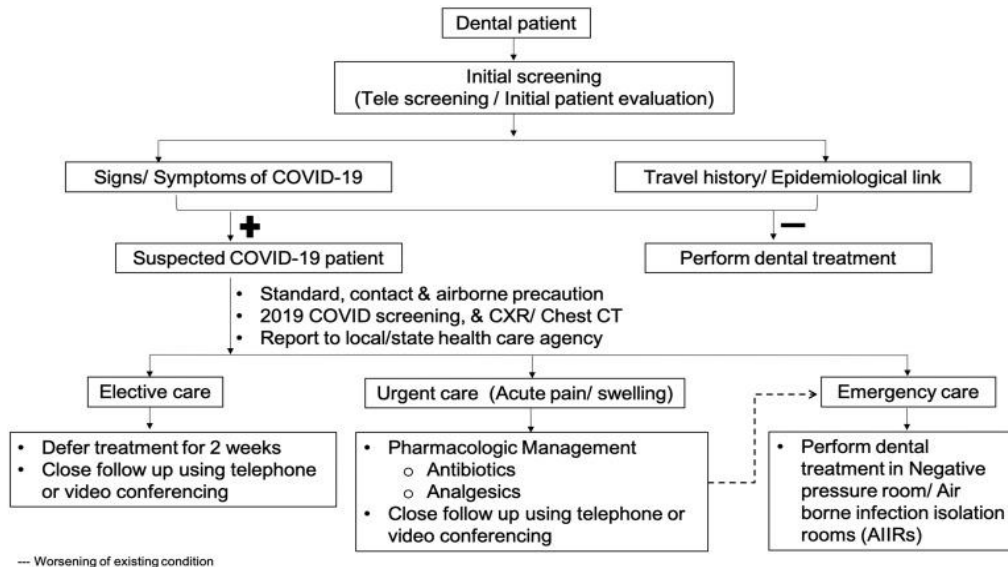 Dental patient
Initial screening
(Tele screening / Initial patient evaluation)
Signs/ Symptoms of COVID-19
Travel history/ Epidemiological link
+
−
Suspected COVID-19 patient
Perform dental treatment
• Standard, contact & airborne precaution
• 2019 COVID screening, & CXR/ Chest CT
• Report to local/state health care agency
Elective care
Urgent care (Acute pain/ swelling)
Emergency care
• Defer treatment for 2 weeks
• Close follow up using telephone
or video conferencing
• Pharmacologic Management
o Antibiotics
o Analgesics
• Close follow up using telephone or
video conferencing
• Perform dental
treatment in Negative
pressure room/ Air
borne infection isolation
rooms (AIIRs)
--- Worsening of existing condition